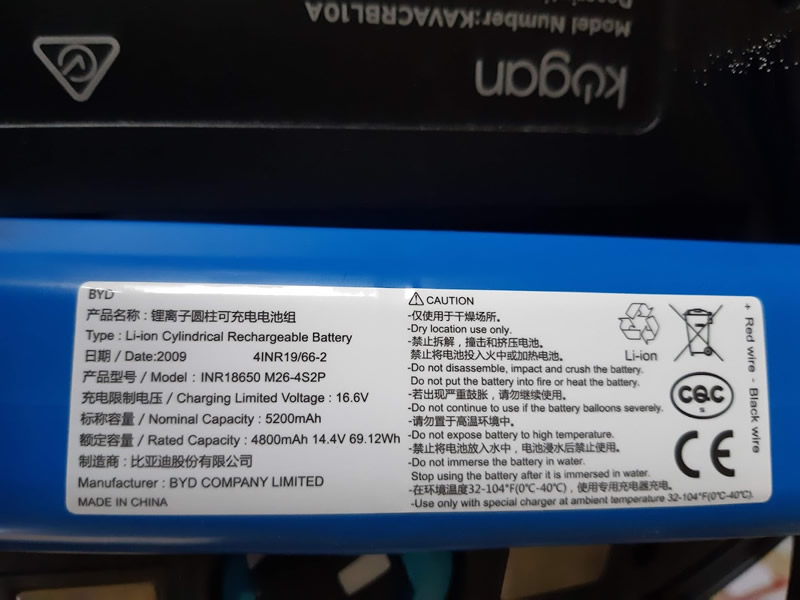 kogan
Model Number:KAVACRBL10A
BYD
产品名称：锂离子圆柱可充电电池组
Type : Li-ion Cylindrical Rechargeable Battery
日期 / Date:2009 4INR19/66-2
产品型号 / Model : INR18650 M26-4S2P
充电限制电压 / Charging Limited Voltage : 16.6V
标称容量 / Nominal Capacity : 5200mAh
额定容量 / Rated Capacity : 4800mAh 14.4V 69.12Wh
制造商 : 比亚迪股份有限公司
Manufacturer : BYD COMPANY LIMITED
MADE IN CHINA
CAUTION
-仅使用于干燥场所。
-Dry location use only.
-禁止拆解，撞击和挤压电池。
禁止将电池投入火中或加热电池。
-Do not disassemble, impact and crush the battery.
Do not put the battery into fire or heat the battery.
-若出现严重鼓胀，请勿继续使用。
-Do not continue to use if the battery balloons severely.
-请勿置于高温环境中。
-Do not expose battery to high temperature.
-禁止将电池放入水中，电池浸水后禁止使用。
-Do not immerse the battery in water.
Stop using the battery after it is immersed in water.
-在环境温度32-104°F(0℃-40℃)，使用专用充电器充电。
-Use only with special charger at ambient temperature 32-104°F(0℃-40℃).
Li-ion
CQC
S
CE
+ Red wire - Black wire